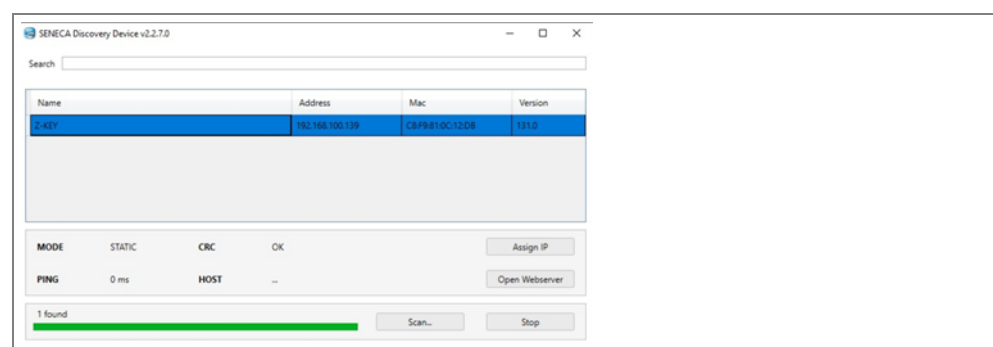 SENECA Discovery Device v2.2.7.0
Search
Name Address Mac Version
Z-KEY 192.168.100.139 C8:F9:81:0C:12:DB 131.0
MODE STATIC CRC OK Assign IP
PING 0 ms HOST ... Open Webserver
1 found
Scan... Stop